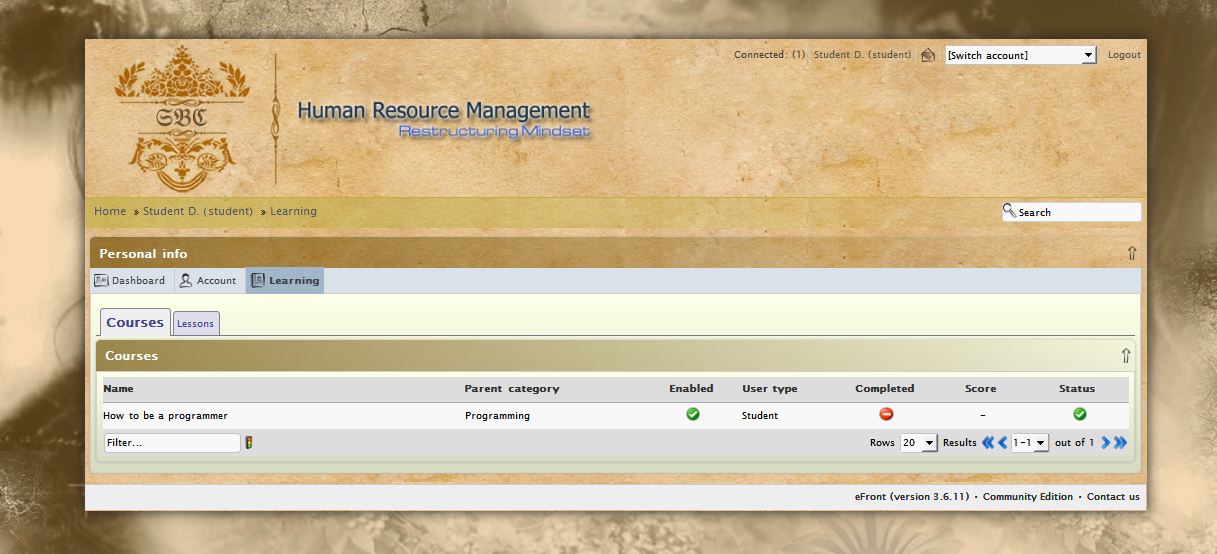 Connected: (1) Student D. (student) [Switch account] Logout
SBC
Human Resource Management
Restructuring Mindset
Home » Student D. (student) » Learning
Search
Personal info
Dashboard Account Learning
Courses Lessons
Courses
Name Parent category Enabled User type Completed Score Status
How to be a programmer Programming Student -
Filter... Rows 20 Results 1-1 out of 1
eFront (version 3.6.11) • Community Edition • Contact us